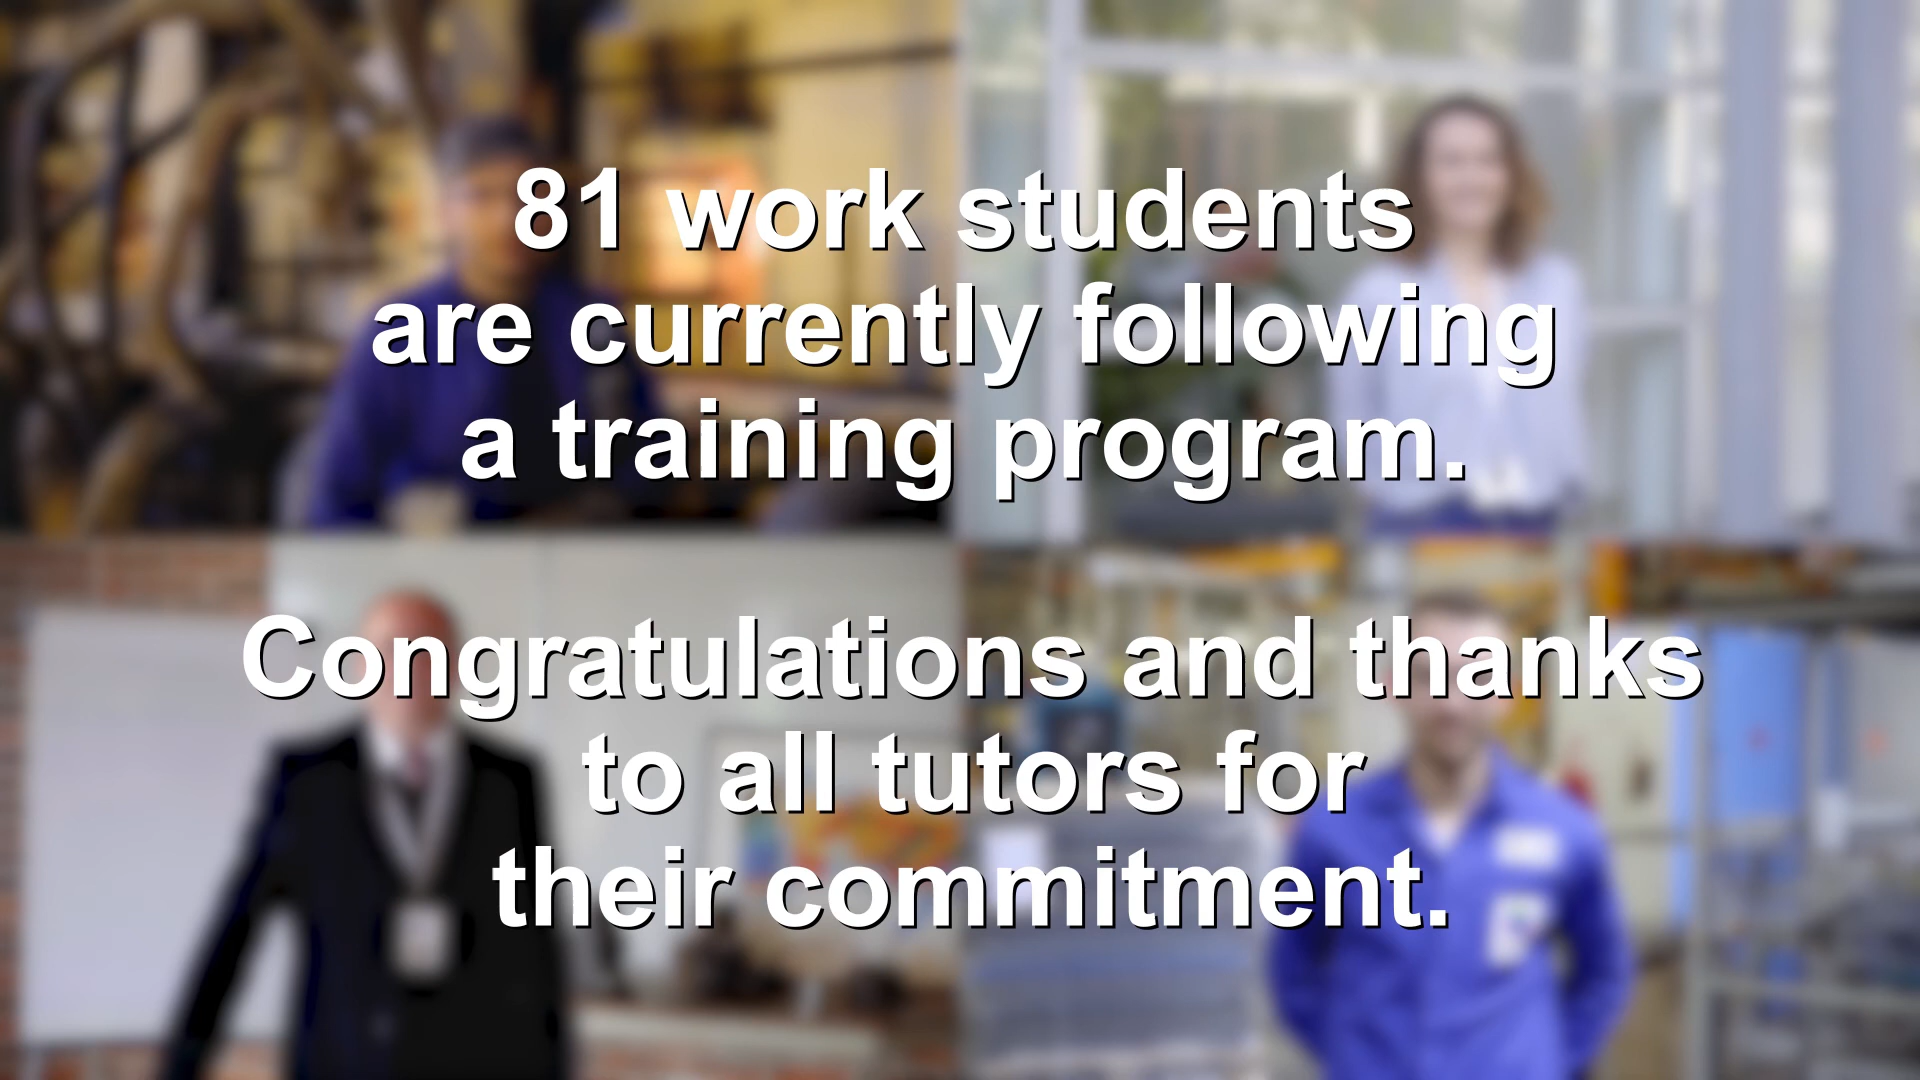 81 work students
are currently following
a training program.
Congratulations and thanks
to all tutors for
their commitment.